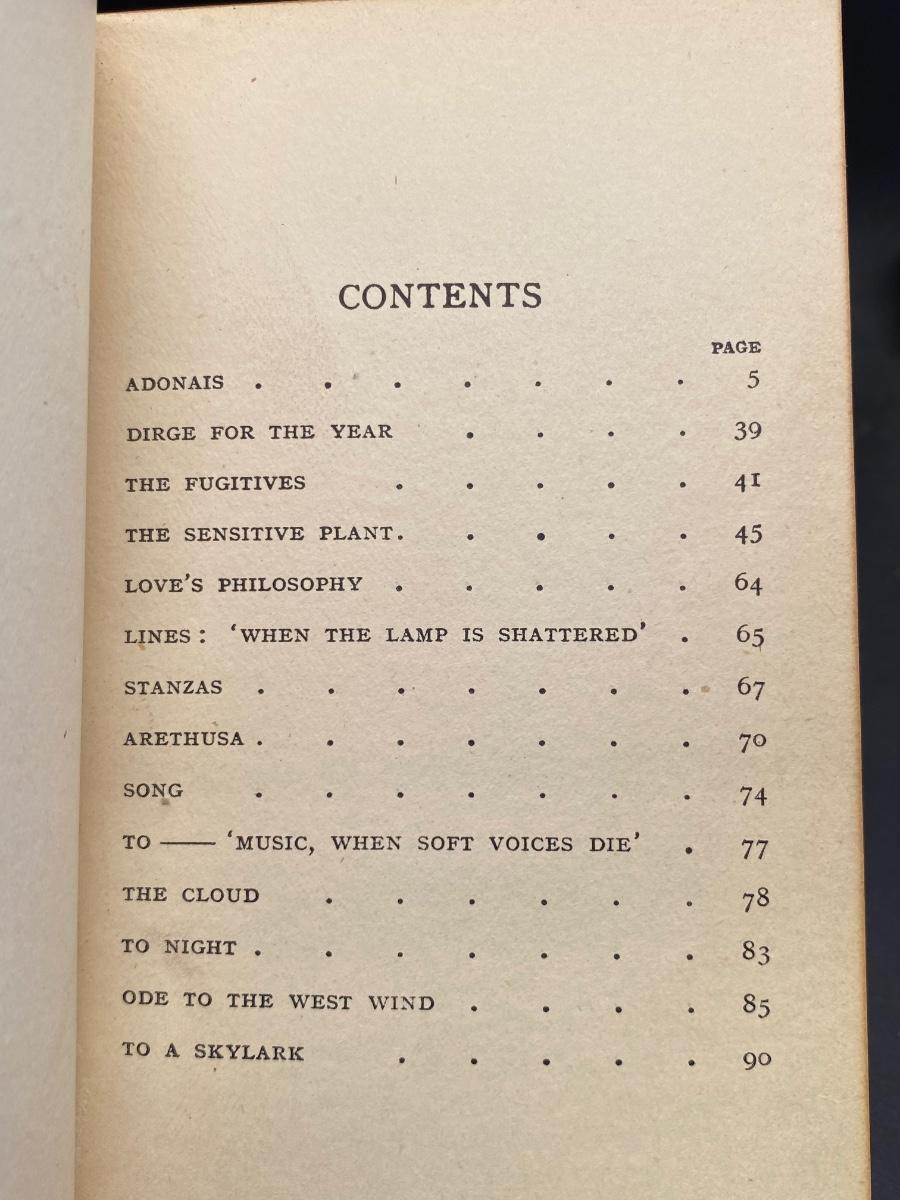 CONTENTS
PAGE
ADONAIS . . . . . . . 5
DIRGE FOR THE YEAR . . . . 39
THE FUGITIVES . . . . . 41
THE SENSITIVE PLANT. . . . . 45
LOVE'S PHILOSOPHY . . . . . 64
LINES: 'WHEN THE LAMP IS SHATTERED' . 65
STANZAS . . . . . . . 67
ARETHUSA . . . . . . . 70
SONG . . . . . . . 74
TO —— 'MUSIC, WHEN SOFT VOICES DIE' . 77
THE CLOUD . . . . . . 78
TO NIGHT . . . . . . . 83
ODE TO THE WEST WIND . . . . 85
TO A SKYLARK . . . . . 90